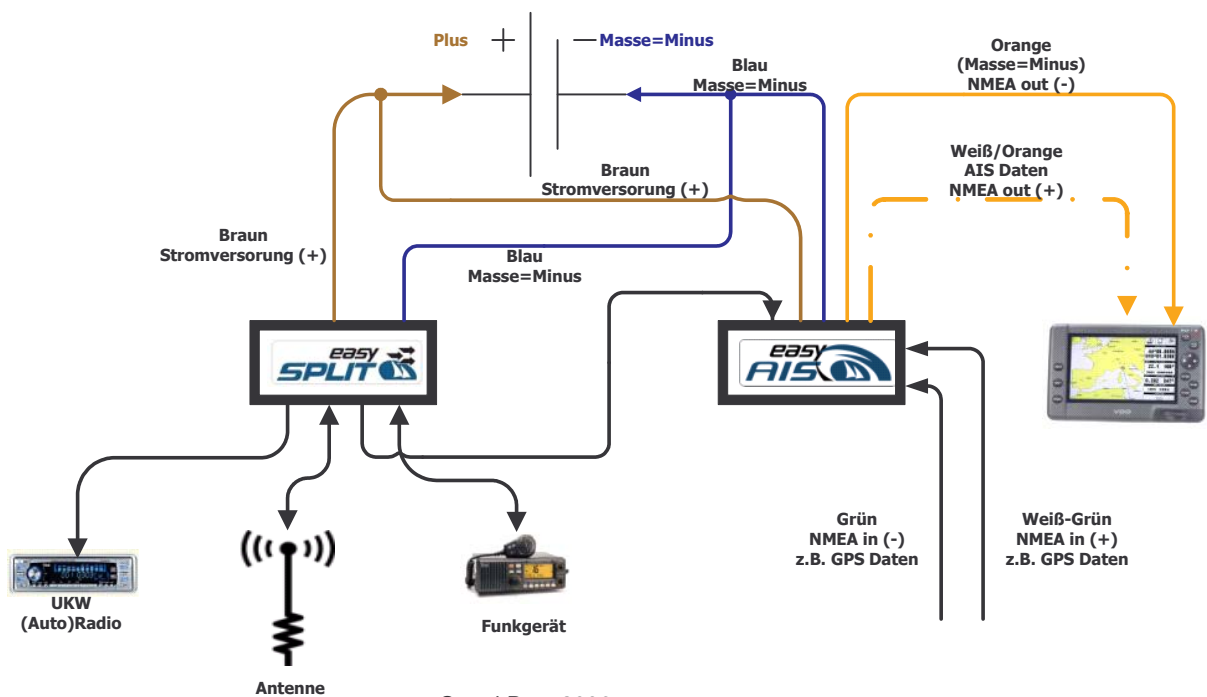 Plus
Masse=Minus
Blau
Masse=Minus
Orange
(Masse=Minus)
NMEA out (-)
Weiß/Orange
AIS Daten
NMEA out (+)
Braun
Stromversorung (+)
Braun
Stromversorung (+)
Blau
Masse=Minus
easy
SPLIT
easy
AIS
VDO
Grün
NMEA in (-)
z.B. GPS Daten
Weiß-Grün
NMEA in (+)
z.B. GPS Daten
UKW
(Auto)Radio
Funkgerät
Antenne